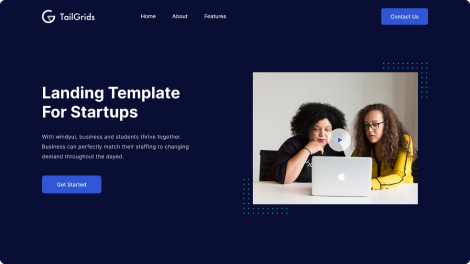 TailGrids
Home
About
Features
Contact Us
Landing Template
For Startups
With windyui, business and students thrive together.
Business can perfectly match their staffing to changing
demand throughout the dayed.
Get Started